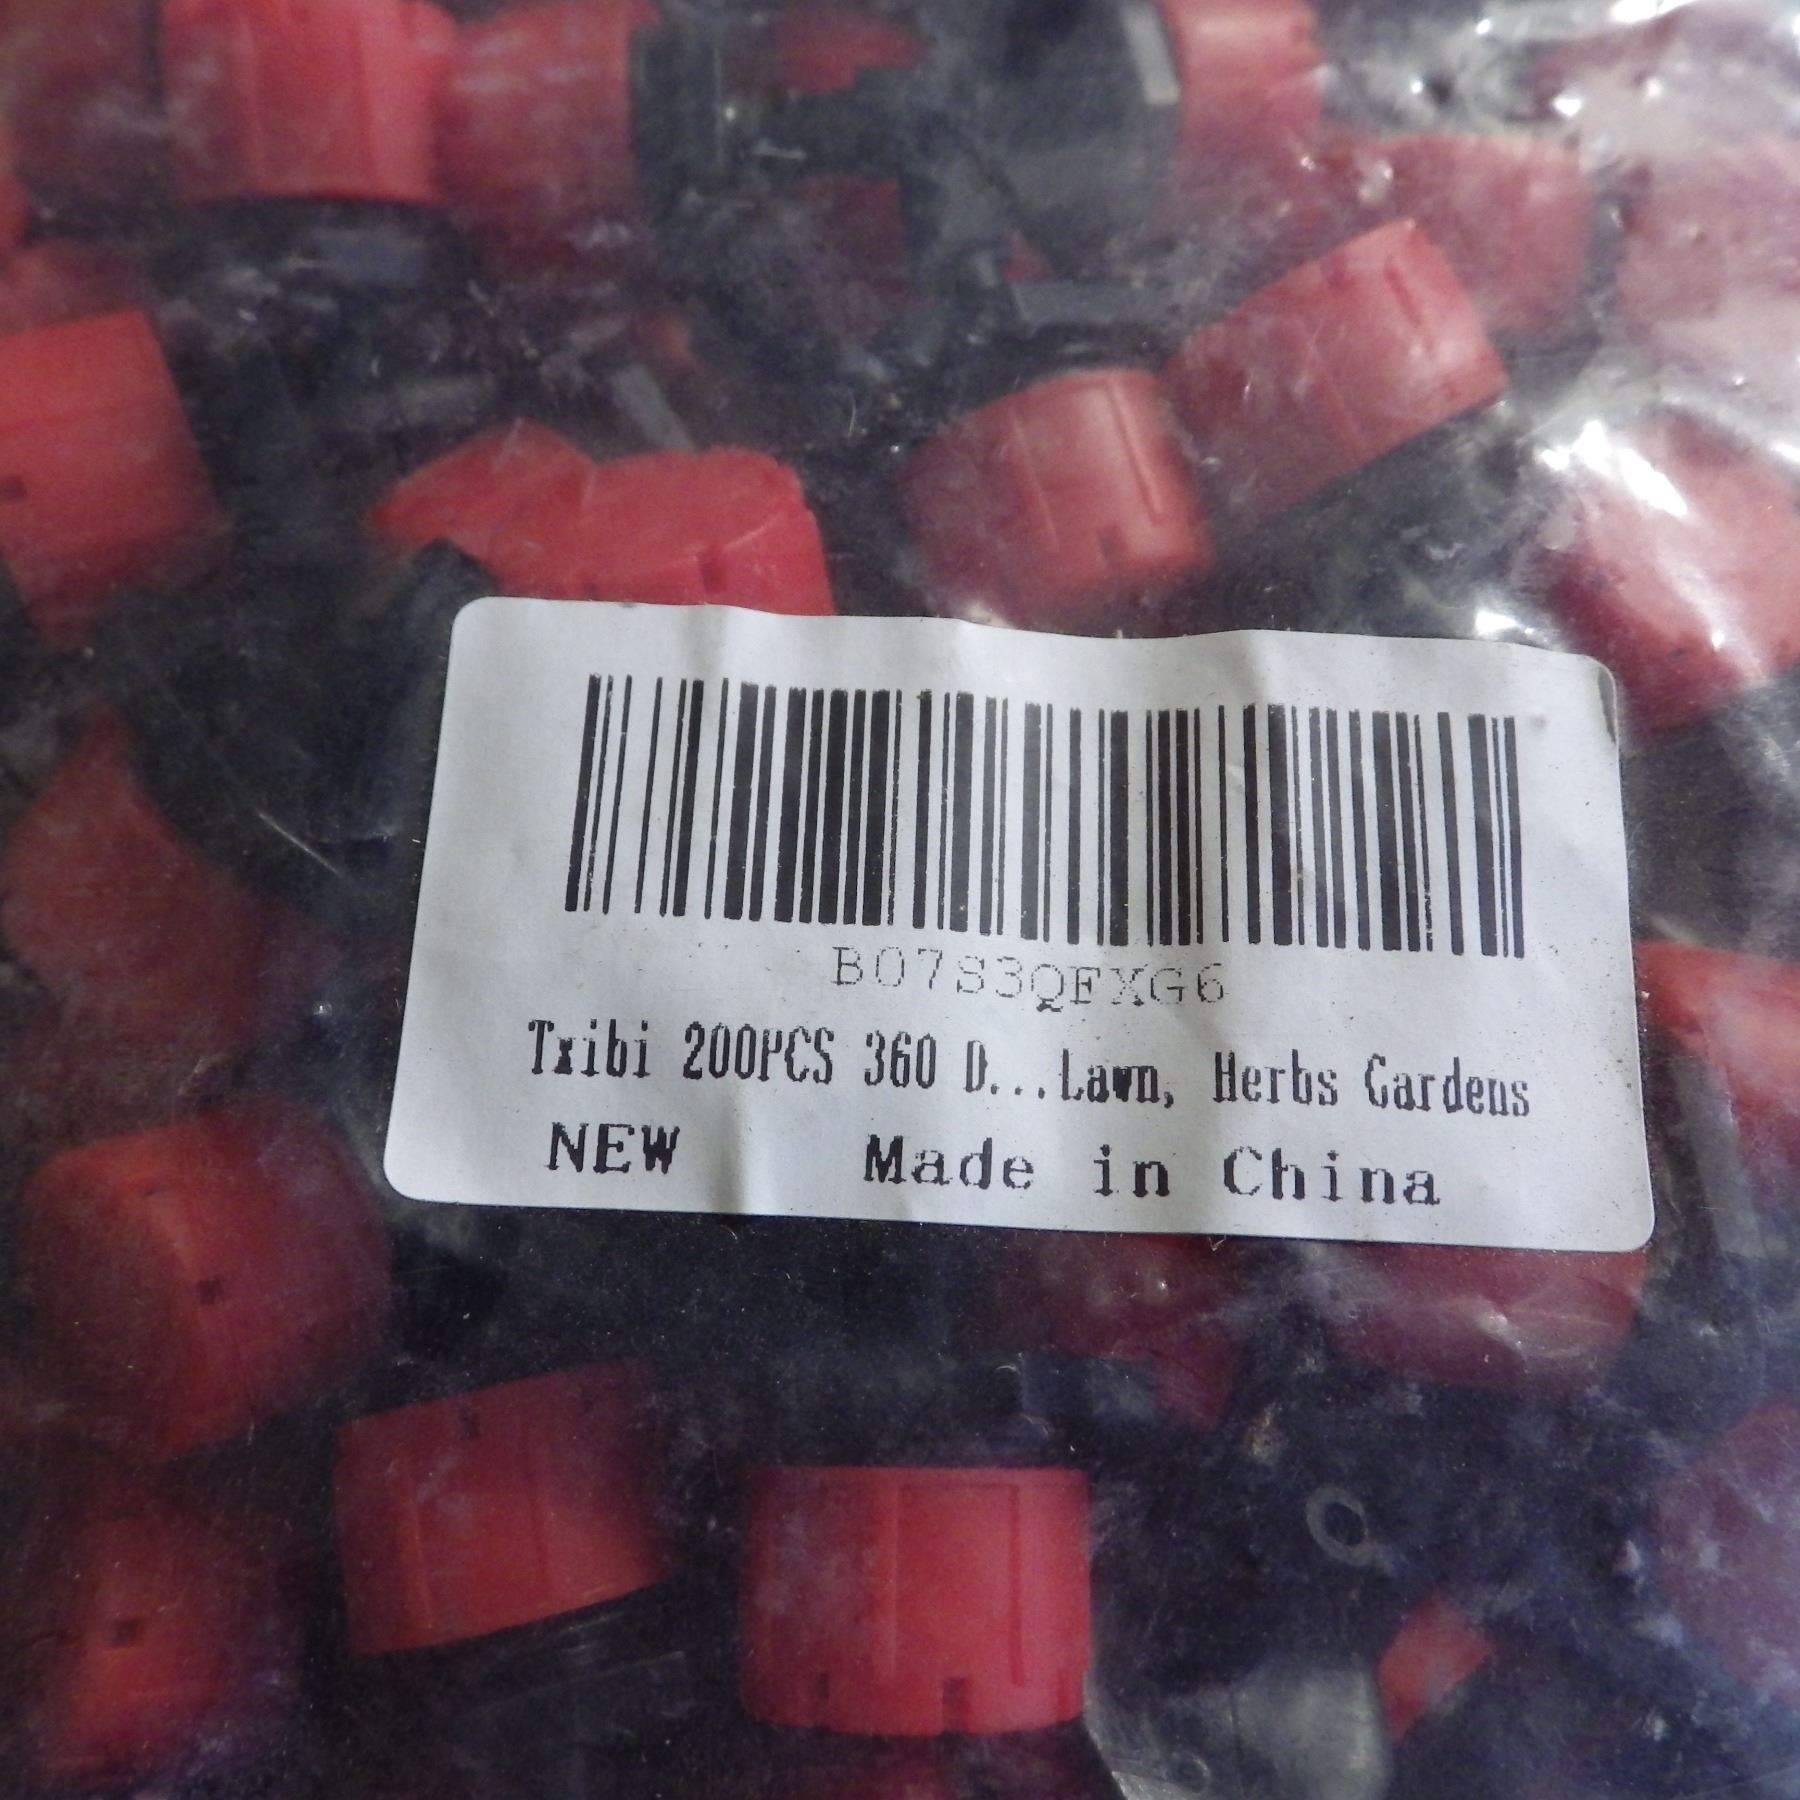 B07S3QFXG6
Txibi 200PCS 360 D...Lawn, Herbs Gardens
NEW Made in China